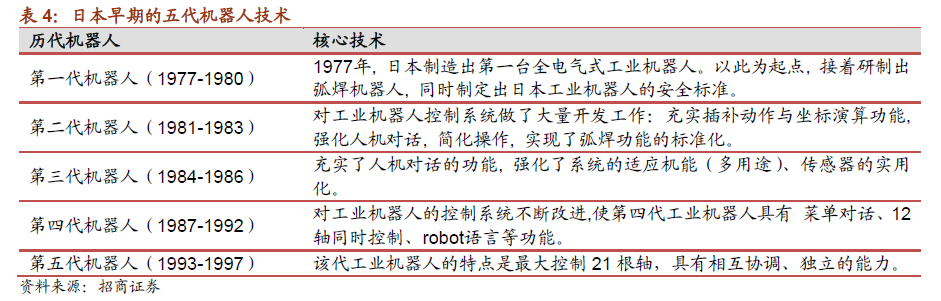 表 4：日本早期的五代机器人技术
历代机器人 核心技术
第一代机器人（1977-1980） 1977年，日本制造出第一台全电气式工业机器人。以此为起点，接着研制出
弧焊机器人，同时制定出日本工业机器人的安全标准。
第二代机器人（1981-1983） 对工业机器人控制系统做了大量开发工作：充实插补动作与坐标演算功能，
强化人机对话，简化操作，实现了弧焊功能的标准化。
第三代机器人（1984-1986） 充实了人机对话的功能，强化了系统的适应机能（多用途）、传感器的实用
化。
第四代机器人（1987-1992） 对工业机器人的控制系统不断改进,使第四代工业机器人具有 菜单对话、12
轴同时控制、robot语言等功能。
第五代机器人（1993-1997） 该代工业机器人的特点是最大控制 21 根轴，具有相互协调、独立的能力。
资料来源：招商证券